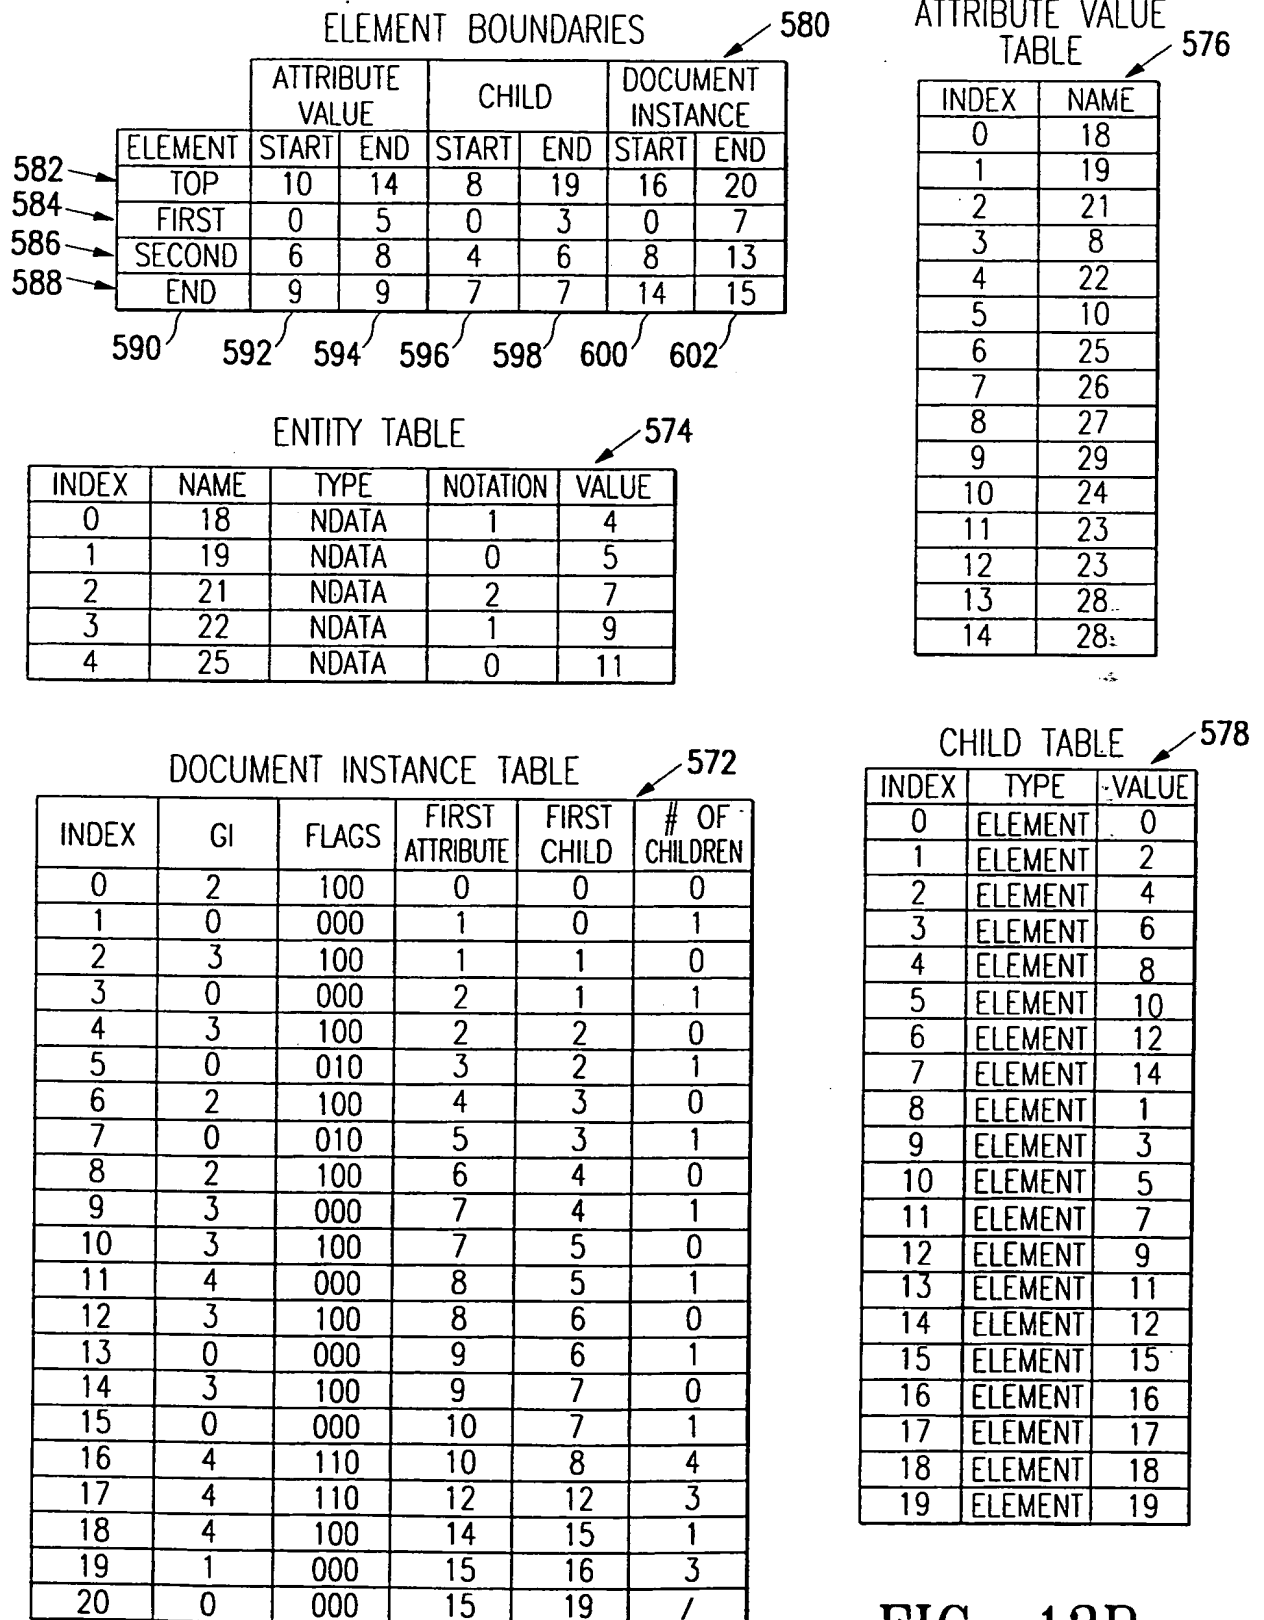 ELEMENT BOUNDARIES
580
ATTRIBUTE VALUE CHILD DOCUMENT INSTANCE
ELEMENT START END START END START END
582 TOP 10 14 8 19 16 20
584 FIRST 0 5 0 3 0 7
586 SECOND 6 8 4 6 8 13
588 END 9 9 7 7 14 15
590 592 594 596 598 600 602
ATTRIBUTE VALUE
TABLE
576
INDEX NAME
0 18
1 19
2 21
3 8
4 22
5 10
6 25
7 26
8 27
9 29
10 24
11 23
12 23
13 28
14 28
ENTITY TABLE
574
INDEX NAME TYPE NOTATION VALUE
0 18 NDATA 1 4
1 19 NDATA 0 5
2 21 NDATA 2 7
3 22 NDATA 1 9
4 25 NDATA 0 11
DOCUMENT INSTANCE TABLE
572
INDEX GI FLAGS FIRST ATTRIBUTE FIRST CHILD # OF CHILDREN
0 2 100 0 0 0
1 0 000 1 0 1
2 3 100 1 1 0
3 0 000 2 1 1
4 3 100 2 2 0
5 0 010 3 2 1
6 2 100 4 3 0
7 0 010 5 3 1
8 2 100 6 4 0
9 3 000 7 4 1
10 3 100 7 5 0
11 4 000 8 5 1
12 3 100 8 6 0
13 0 000 9 6 1
14 3 100 9 7 0
15 0 000 10 7 1
16 4 110 10 8 4
17 4 110 12 12 3
18 4 100 14 15 1
19 1 000 15 16 3
20 0 000 15 19 /
CHILD TABLE
578
INDEX TYPE VALUE
0 ELEMENT 0
1 ELEMENT 2
2 ELEMENT 4
3 ELEMENT 6
4 ELEMENT 8
5 ELEMENT 10
6 ELEMENT 12
7 ELEMENT 14
8 ELEMENT 1
9 ELEMENT 3
10 ELEMENT 5
11 ELEMENT 7
12 ELEMENT 9
13 ELEMENT 11
14 ELEMENT 12
15 ELEMENT 15
16 ELEMENT 16
17 ELEMENT 17
18 ELEMENT 18
19 ELEMENT 19